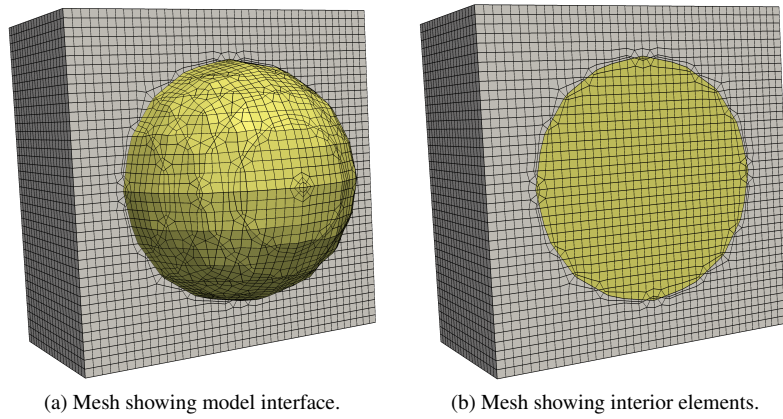 (a) Mesh showing model interface.
(b) Mesh showing interior elements.